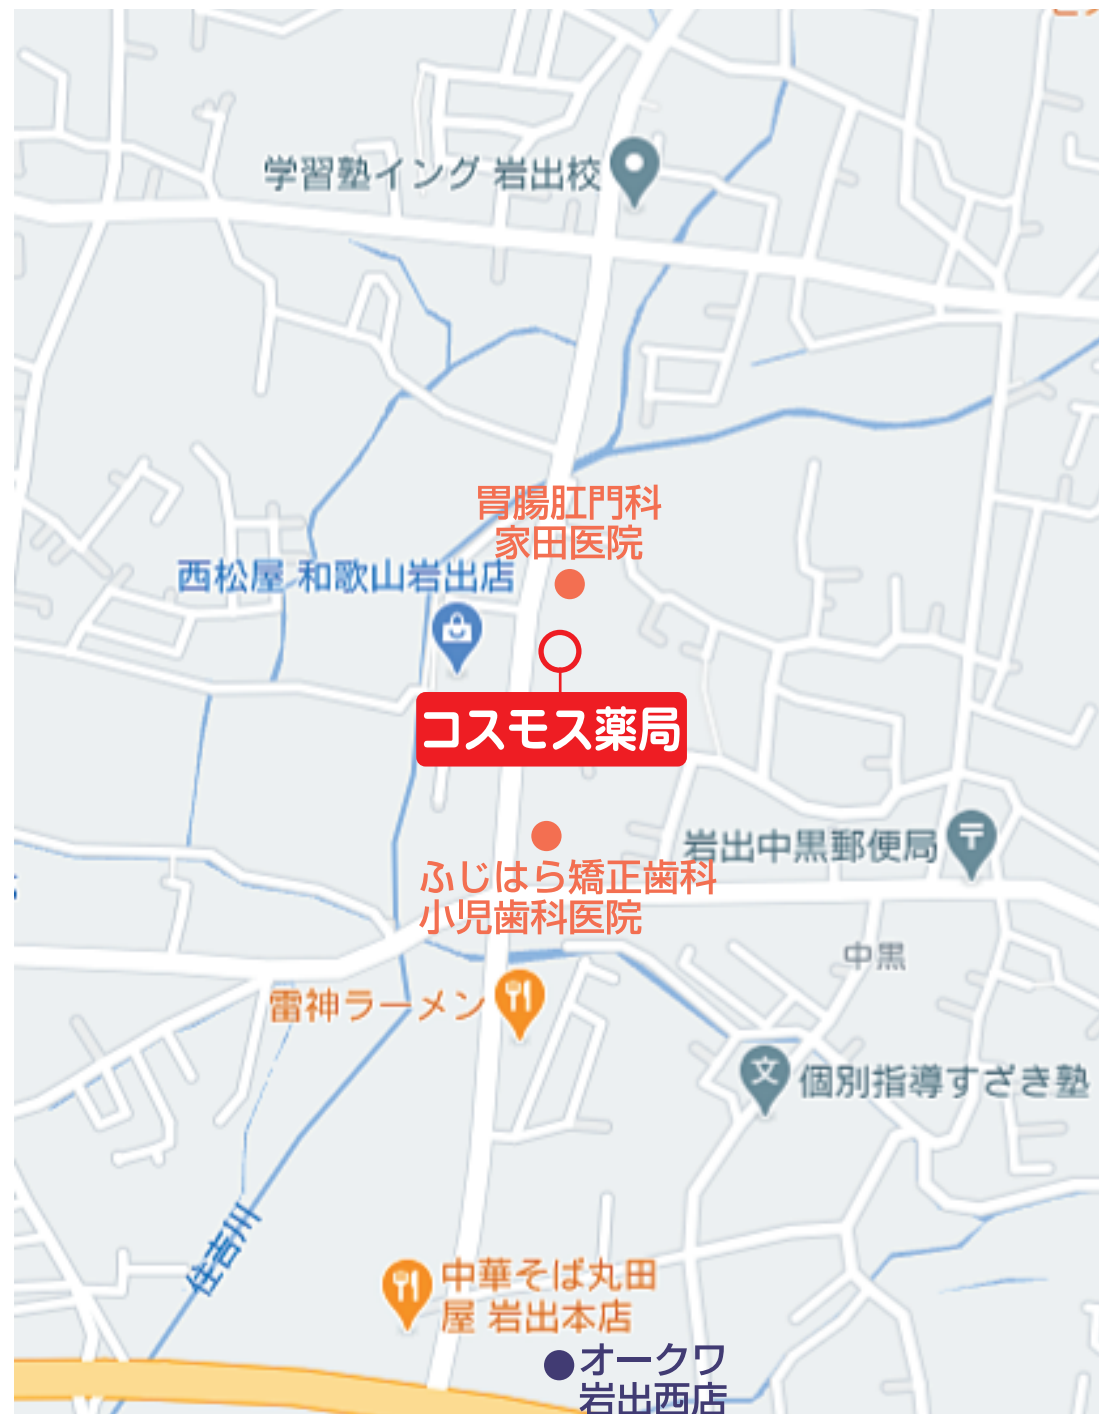 学習塾イング 岩出校
胃腸肛門科
家田医院
西松屋 和歌山岩出店
コスモス薬局
岩出中黒郵便局
ふじはら矯正歯科
小児歯科医院
中黒
雷神ラーメン
文
個別指導すざき塾
住吉川
中華そば丸田
屋 岩出本店
オークワ
岩出西店